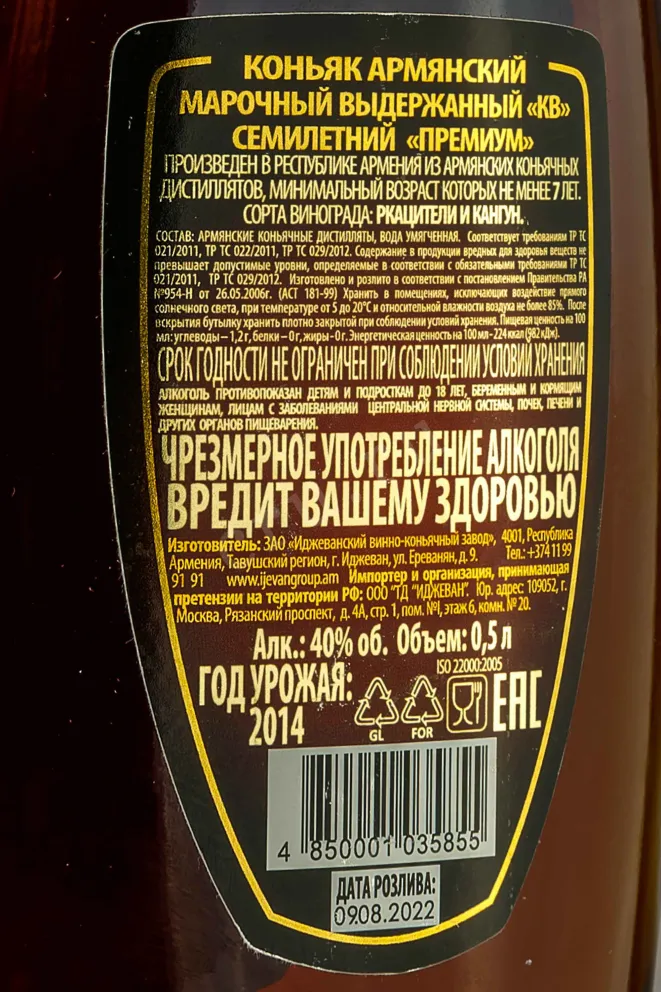 КОНЬЯК АРМЯНСКИЙ
МАРОЧНЫЙ ВЫДЕРЖАННЫЙ «КВ»
СЕМИЛЕТНИЙ «ПРЕМИУМ»
ПРОИЗВЕДЕН В РЕСПУБЛИКЕ АРМЕНИЯ ИЗ АРМЯНСКИХ КОНЬЯЧНЫХ
ДИСТИЛЛЯТОВ, МИНИМАЛЬНЫЙ ВОЗРАСТ КОТОРЫХ НЕ МЕНЕЕ 7 ЛЕТ.
СОРТА ВИНОГРАДА: РКАЦИТЕЛИ И КАНГУН.
СОСТАВ: АРМЯНСКИЕ КОНЬЯЧНЫЕ ДИСТИЛЛЯТЫ, ВОДА УМЯГЧЕННАЯ. Соответствует требованиям ТР ТС
021/2011, ТР ТС 022/2011, ТР ТС 029/2012. Содержание в продукции вредных для здоровья веществ не
превышает допустимые уровни, определяемые в соответствии с обязательными требованиями ТР ТС
021/2011, ТР ТС 029/2012. Изготовлено и розлито в соответствии с постановлением Правительства РА
№954-Н от 26.05.2006г. (АСТ 181-99) Хранить в помещениях, исключающих воздействие прямого
солнечного света, при температуре от 5 до 20°С и относительной влажности воздуха не более 85%. После
вскрытия бутылку хранить плотно закрытой при соблюдении условий хранения. Пищевая ценность на 100
мл: углеводы – 1,2 г, белки – 0 г, жиры - 0 г. Энергетическая ценность на 100 мл - 224 ккал (982 кДж).
СРОК ГОДНОСТИ НЕ ОГРАНИЧЕН ПРИ СОБЛЮДЕНИИ УСЛОВИЙ ХРАНЕНИЯ
АЛКОГОЛЬ ПРОТИВОПОКАЗАН ДЕТЯМ И ПОДРОСТКАМ ДО 18 ЛЕТ, БЕРЕМЕННЫМ И КОРМЯЩИМ
ЖЕНЩИНАМ, ЛИЦАМ С ЗАБОЛЕВАНИЯМИ ЦЕНТРАЛЬНОЙ НЕРВНОЙ СИСТЕМЫ, ПОЧЕК, ПЕЧЕНИ И
ДРУГИХ ОРГАНОВ ПИЩЕВАРЕНИЯ.
ЧРЕЗМЕРНОЕ УПОТРЕБЛЕНИЕ АЛКОГОЛЯ
ВРЕДИТ ВАШЕМУ ЗДОРОВЬЮ
Изготовитель: ЗАО «Иджеванский винно-коньячный завод», 4001, Республика
Армения, Тавушский регион, г. Иджеван, ул. Ереванян, д. 9. Тел.: +374 11 99
91 91 www.ijevangroup.am Импортер и организация, принимающая
претензии на территории РФ: ООО "ТД "ИДЖЕВАН". Юр. адрес: 109052, г.
Москва, Рязанский проспект, д. 4А, стр. 1, пом. №I, этаж 6, комн. № 20.
Алк.: 40% об. Объем: 0,5 л
ISO 22000:2005
ГОД УРОЖАЯ:
2014
GL FOR
EAC
4 850001 035855
ДАТА РОЗЛИВА:
09.08.2022